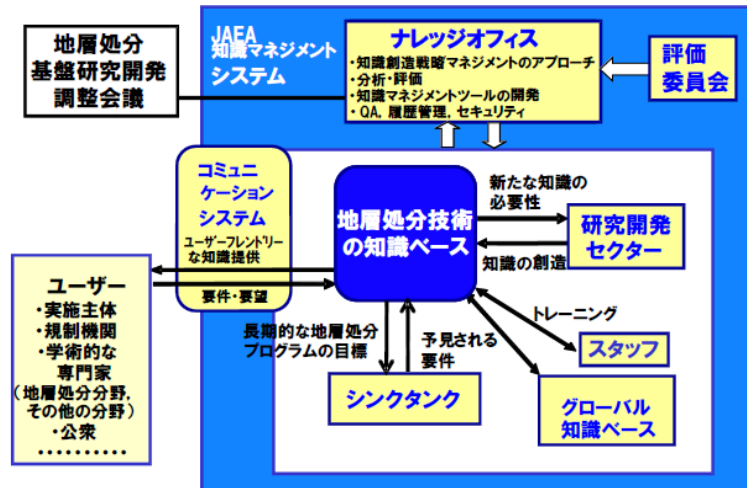 地層処分
基盤研究開発
調整会議
JAEA
知識マネジメント
システム
ナレッジオフィス
・知識創造戦略マネジメントのアプローチ
・分析・評価
・知識マネジメントツールの開発
・QA, 履歴管理, セキュリティ
評価
委員会
コミュニ
ケーション
システム
ユーザーフレンドリー
な知識提供
要件・要望
地層処分技術
の知識ベース
新たな知識の
必要性
知識の創造
研究開発
セクター
ユーザー
・実施主体
・規制機関
・学術的な
専門家
(地層処分分野,
その他の分野)
・公衆
・・・・・・・・・・
長期的な地層処分
プログラムの目標
予見される
要件
トレーニング
スタッフ
シンクタンク
グローバル
知識ベース